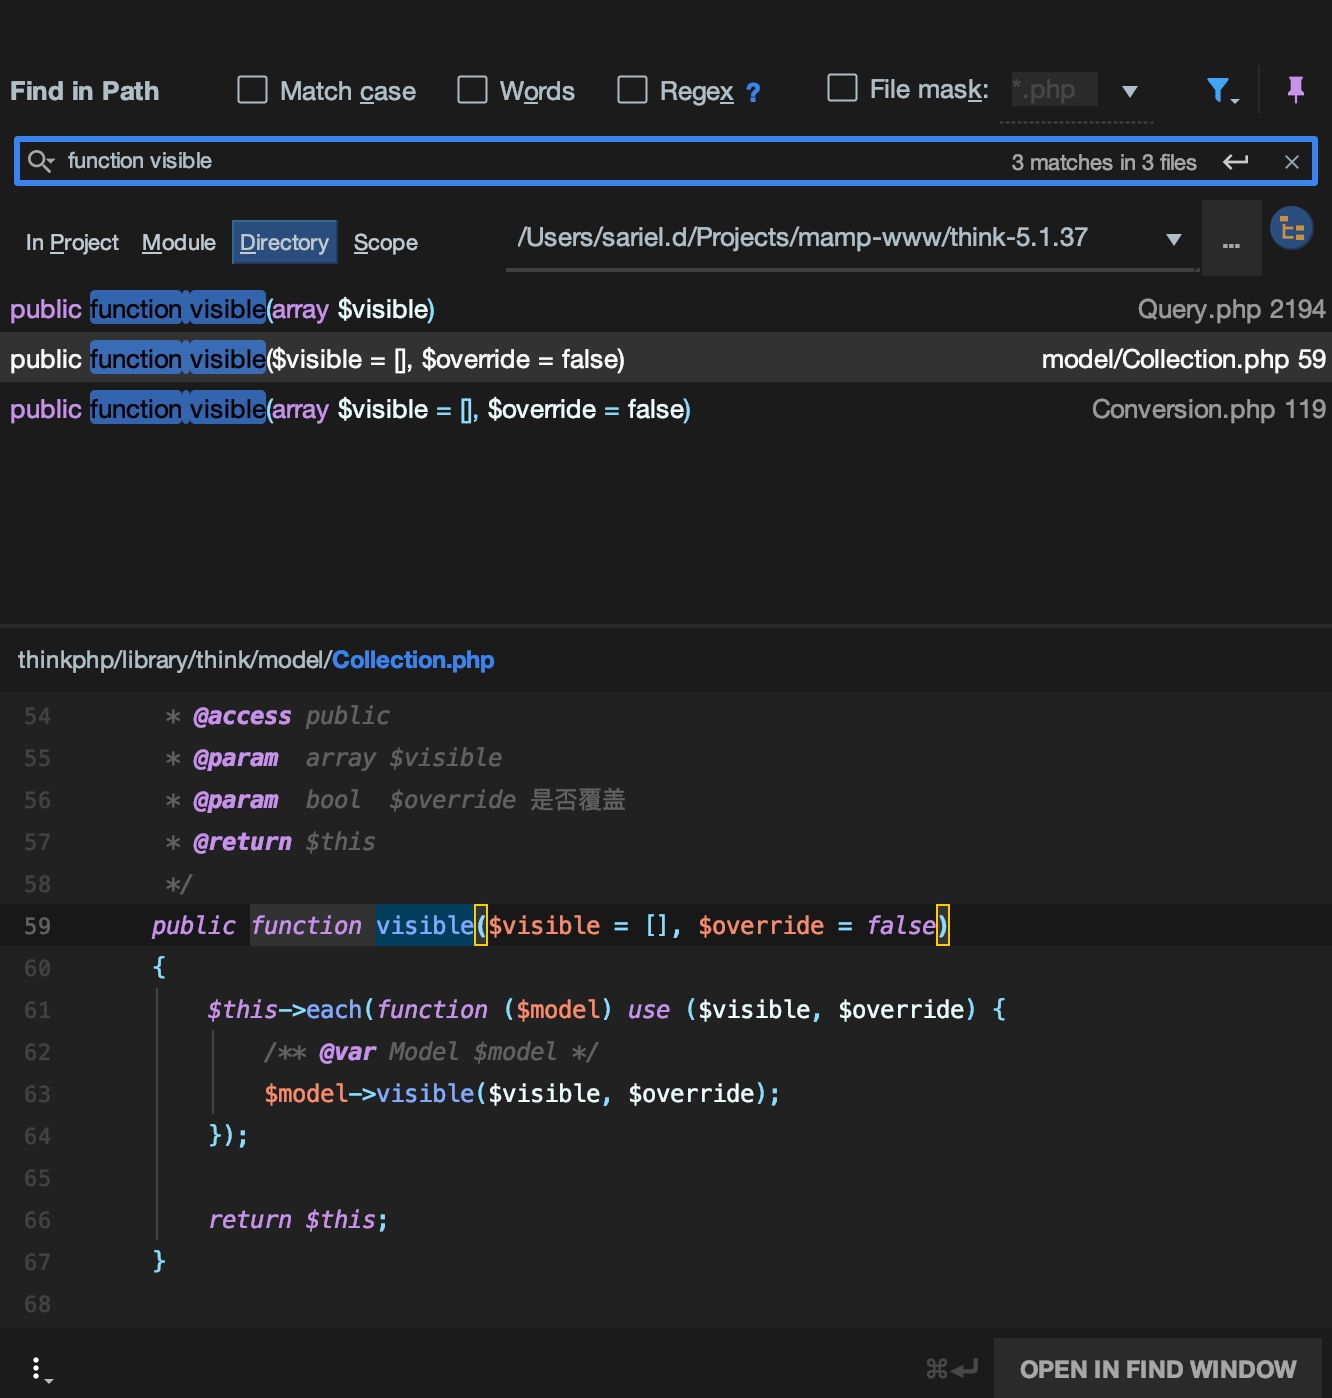 Find in Path Match case Words Regex ? File mask: *.php
function visible 3 matches in 3 files
In Project Module Directory Scope /Users/sariel.d/Projects/mamp-www/think-5.1.37 ...
public function visible(array $visible) Query.php 2194
public function visible($visible = [], $override = false) model/Collection.php 59
public function visible(array $visible = [], $override = false) Conversion.php 119
thinkphp/library/think/model/Collection.php
54 * @access public
55 * @param array $visible
56 * @param bool $override 是否覆盖
57 * @return $this
58 */
59 public function visible($visible = [], $override = false)
60 {
61 $this->each(function ($model) use ($visible, $override) {
62 /** @var Model $model */
63 $model->visible($visible, $override);
64 });
65
66 return $this;
67 }
68
⌘↵ OPEN IN FIND WINDOW